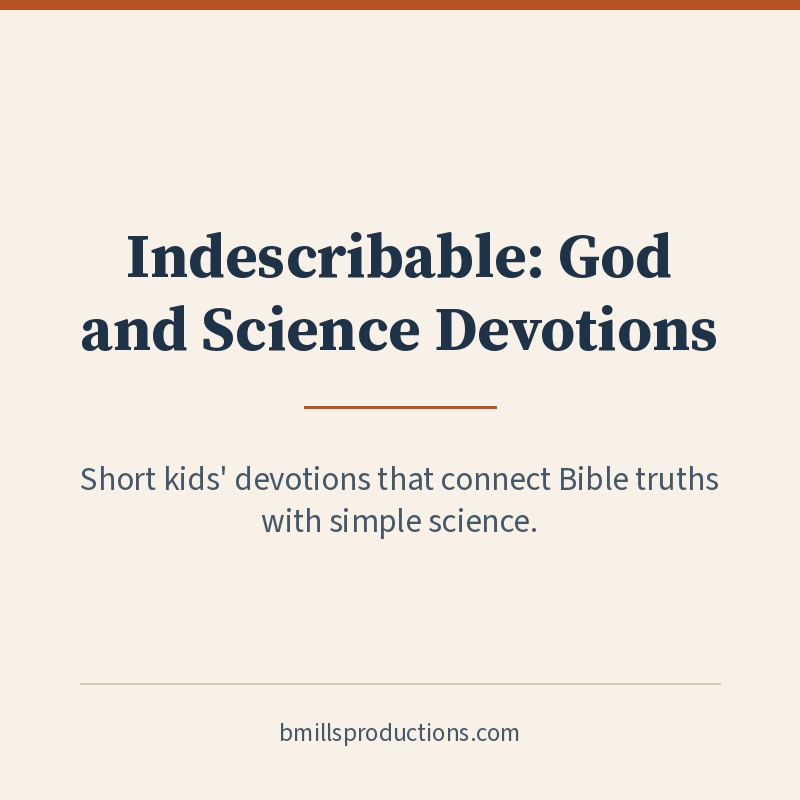 Indescribable: God
and Science Devotions
Short kids' devotions that connect Bible truths
with simple science.
bmillsproductions.com